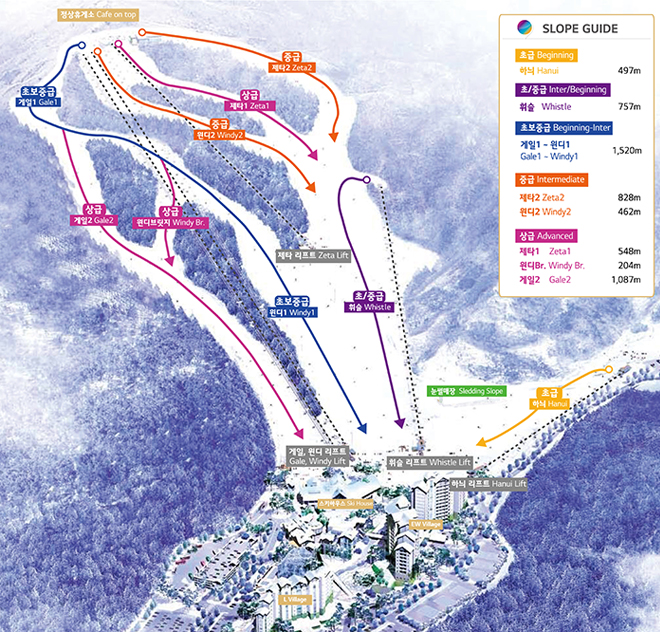 정상휴게소 Cafe on top
중급
제타2 Zeta2
초보중급
게일1 Gale1
상급
제타1 Zeta1
중급
윈디2 Windy2
상급
게일2 Gale2
상급
윈디브릿지 Windy Br.
제타 리프트 Zeta Lift
초보중급
윈디1 Windy1
초/중급
휘슬 Whistle
눈썰매장 Sledding Slope
초급
하늬 Hanui
게일, 윈디 리프트
Gale, Windy Lift
휘슬 리프트 Whistle Lift
하늬 리프트 Hanui Lift
스키하우스 Ski House
EW Village
L Village
SLOPE GUIDE
초급 Beginning
하늬 Hanui 497m
초/중급 Inter/Beginning
휘슬 Whistle 757m
초보중급 Beginning-Inter
게일1 - 윈디1
Gale1 - Windy1 1,520m
중급 Intermediate
제타2 Zeta2 828m
윈디2 Windy2 462m
상급 Advanced
제타1 Zeta1 548m
윈디Br. Windy Br. 204m
게일2 Gale2 1,087m